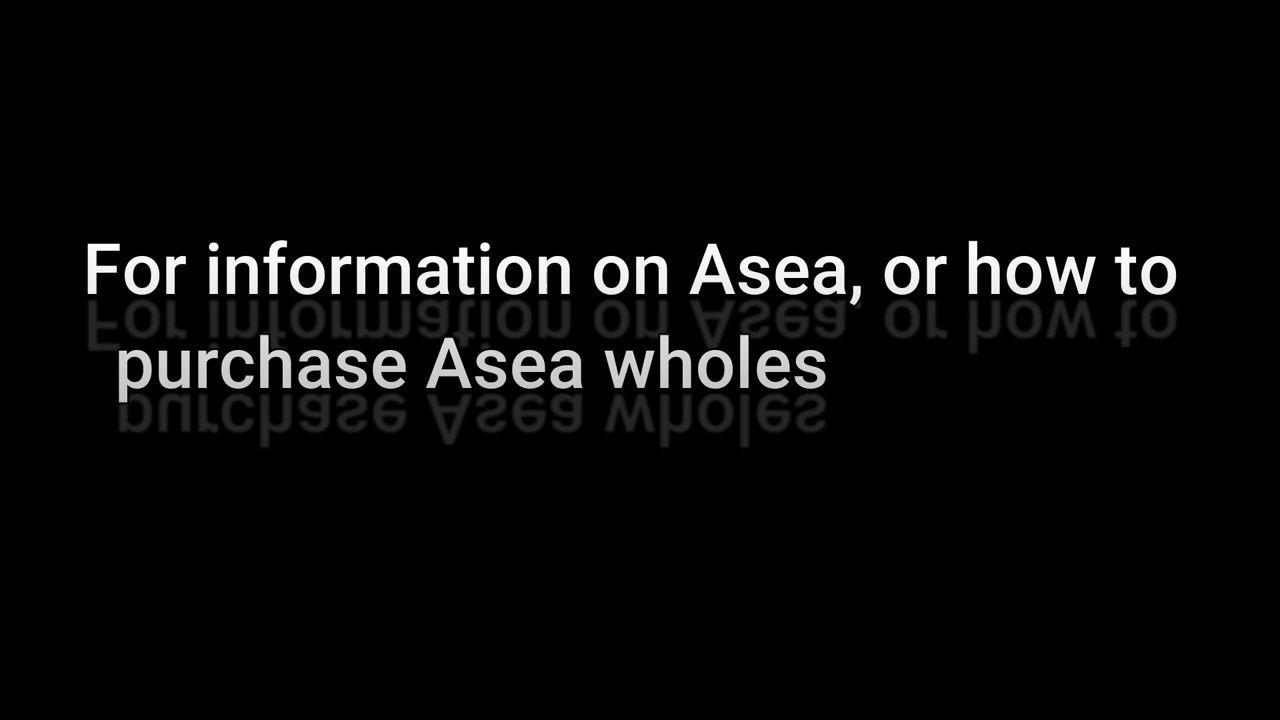 For information on Asea, or how to
purchase Asea wholes